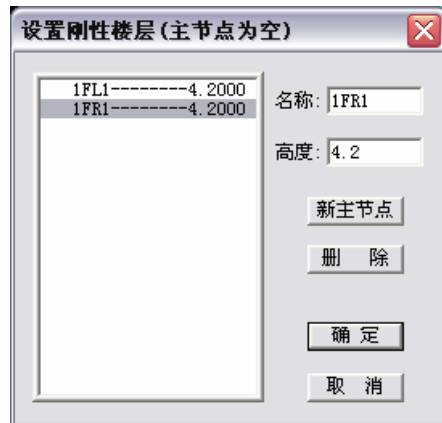 设置刚性楼层(主节点为空)
1FL1--------4.2000
1FR1--------4.2000
名称: 1FR1
高度: 4.2
新主节点
删 除
确 定
取 消